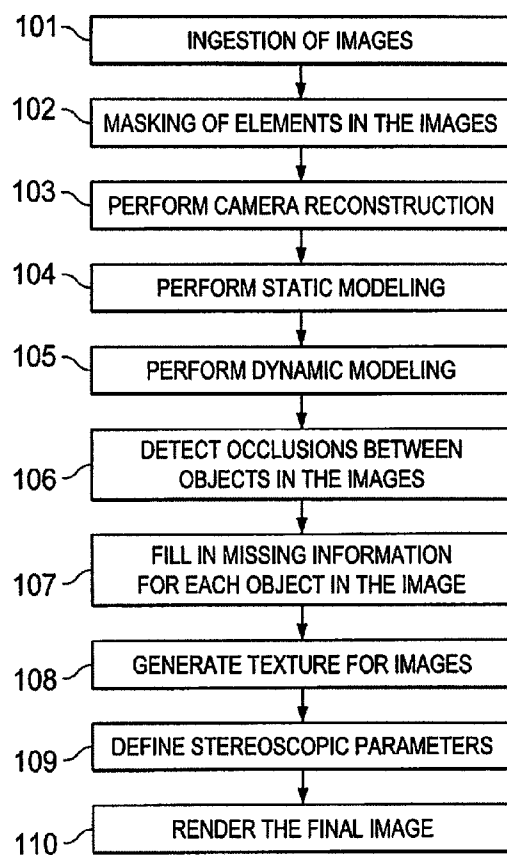 101
INGESTION OF IMAGES
102
MASKING OF ELEMENTS IN THE IMAGES
103
PERFORM CAMERA RECONSTRUCTION
104
PERFORM STATIC MODELING
105
PERFORM DYNAMIC MODELING
106
DETECT OCCLUSIONS BETWEEN
OBJECTS IN THE IMAGES
107
FILL IN MISSING INFORMATION
FOR EACH OBJECT IN THE IMAGE
108
GENERATE TEXTURE FOR IMAGES
109
DEFINE STEREOSCOPIC PARAMETERS
110
RENDER THE FINAL IMAGE